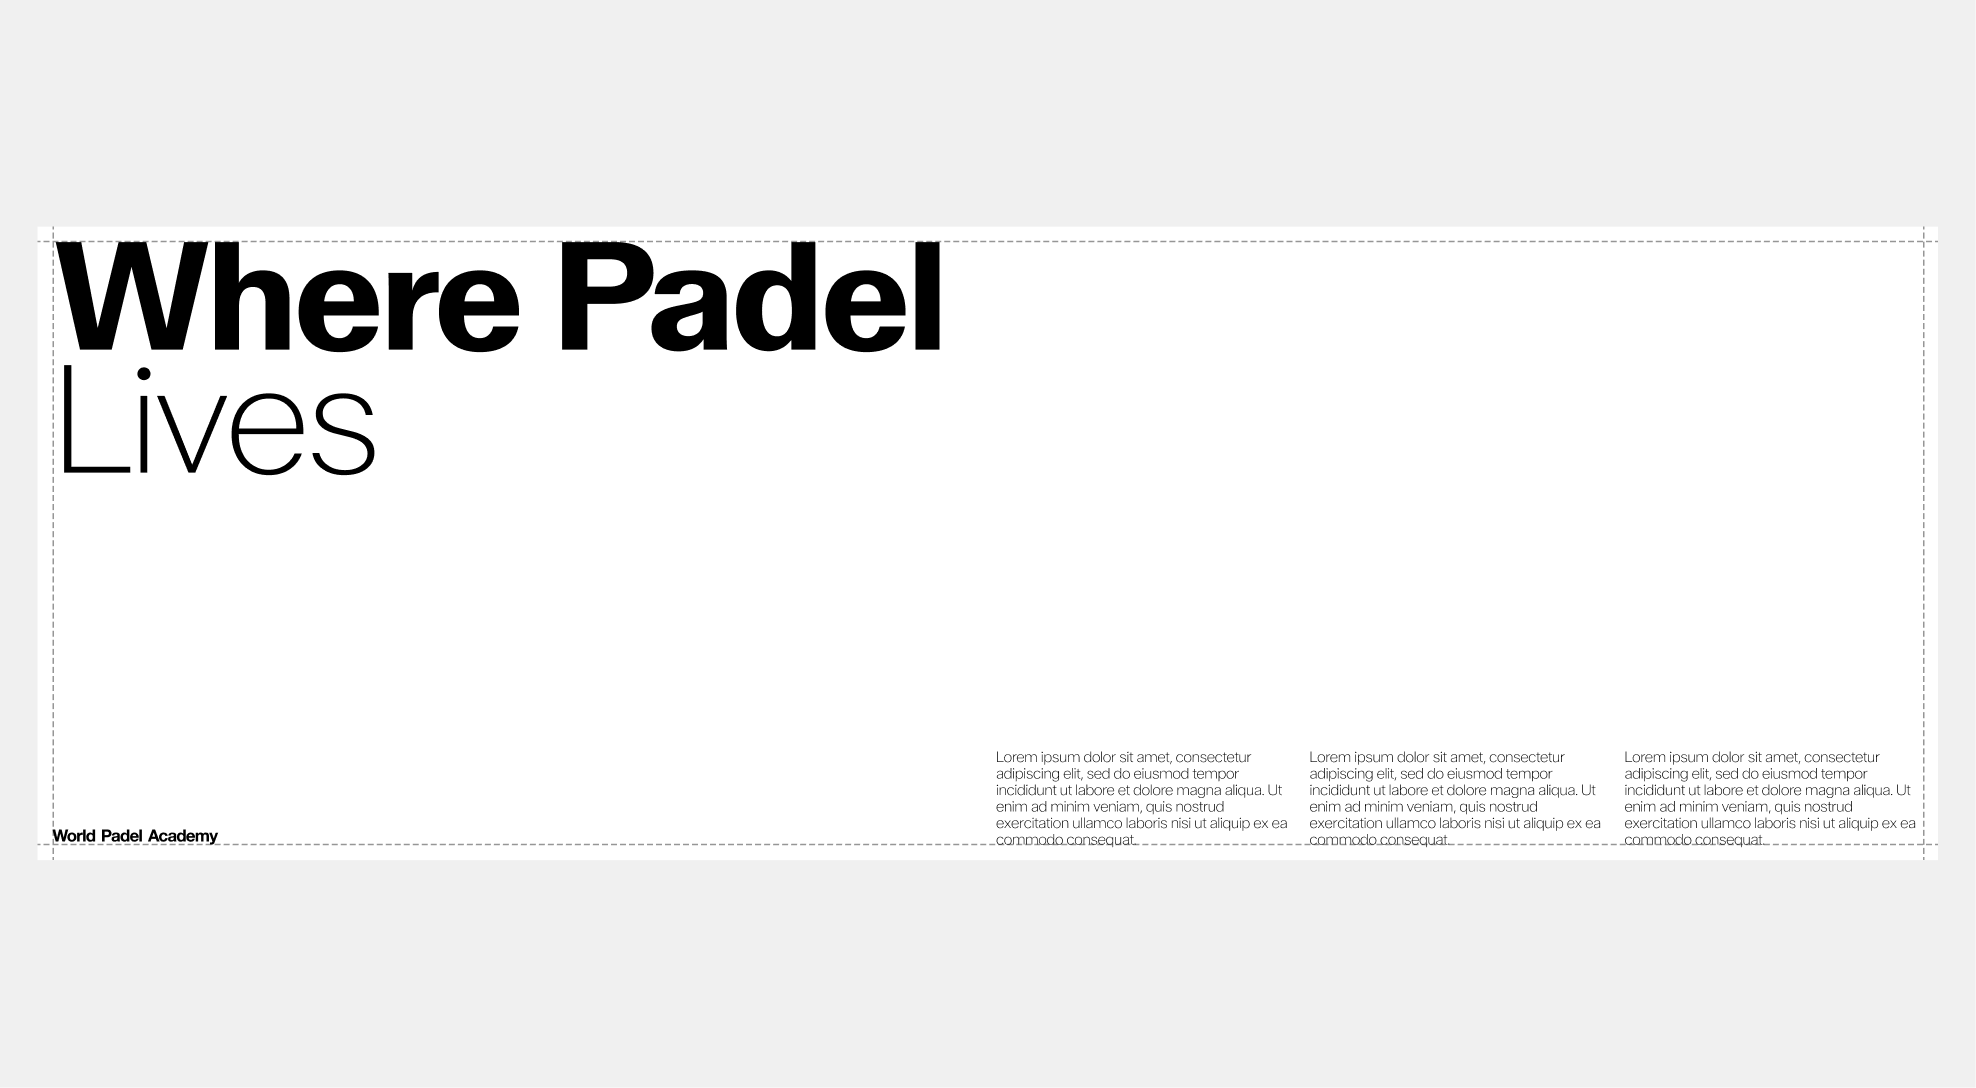 Where Padel
Lives
Lorem ipsum dolor sit amet, consectetur
adipiscing elit, sed do eiusmod tempor
incididunt ut labore et dolore magna aliqua. Ut
enim ad minim veniam, quis nostrud
exercitation ullamco laboris nisi ut aliquip ex ea
commodo consequat.
Lorem ipsum dolor sit amet, consectetur
adipiscing elit, sed do eiusmod tempor
incididunt ut labore et dolore magna aliqua. Ut
enim ad minim veniam, quis nostrud
exercitation ullamco laboris nisi ut aliquip ex ea
commodo consequat.
Lorem ipsum dolor sit amet, consectetur
adipiscing elit, sed do eiusmod tempor
incididunt ut labore et dolore magna aliqua. Ut
enim ad minim veniam, quis nostrud
exercitation ullamco laboris nisi ut aliquip ex ea
commodo consequat.
World Padel Academy